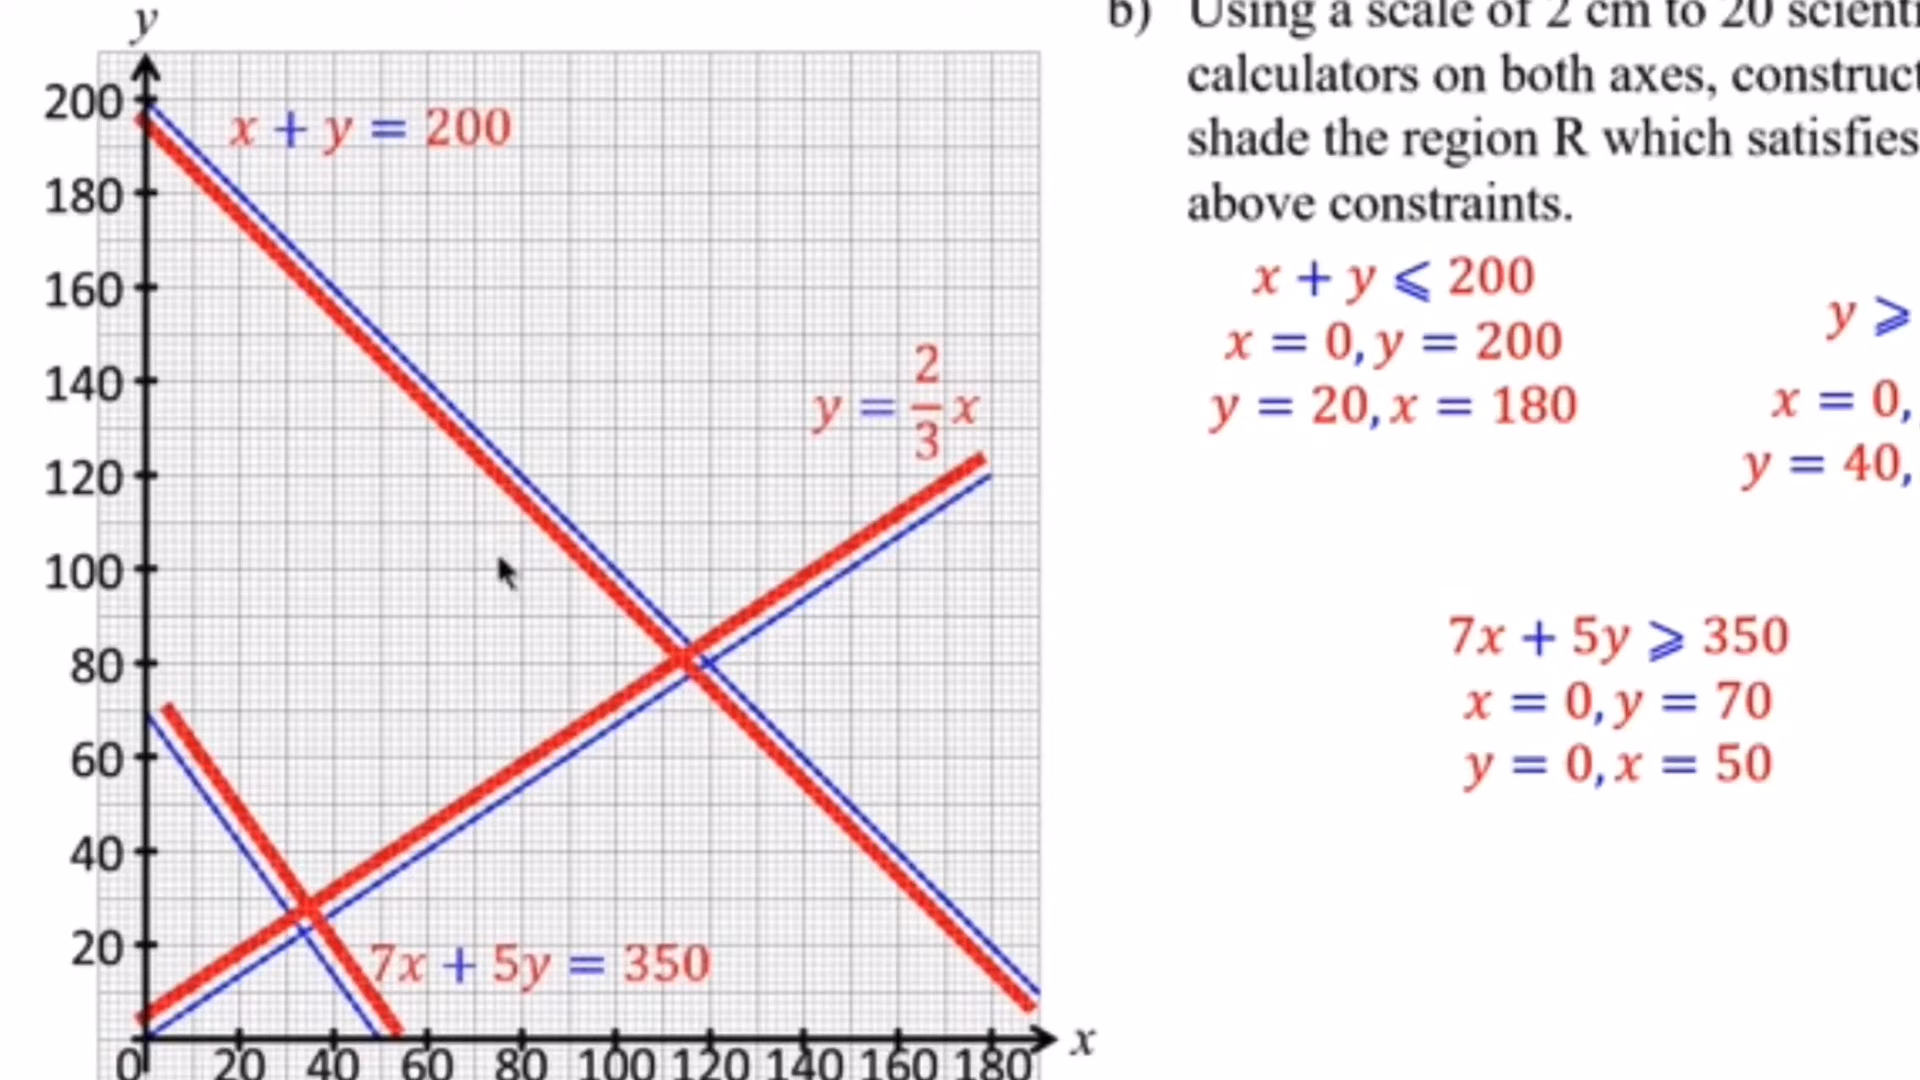 y
200
180
160
140
120
100
80
60
40
20
0 20 40 60 80 100 120 140 160 180
x
x + y = 200
y = 2/3 x
7x + 5y = 350
b) Using a scale of 2 cm to 20
calculators on both axes, construct
shade the region R which satisfies
above constraints.
x + y ⩽ 200
x = 0, y = 200
y = 20, x = 180
y ⩾
x = 0,
y = 40,
7x + 5y ⩾ 350
x = 0, y = 70
y = 0, x = 50